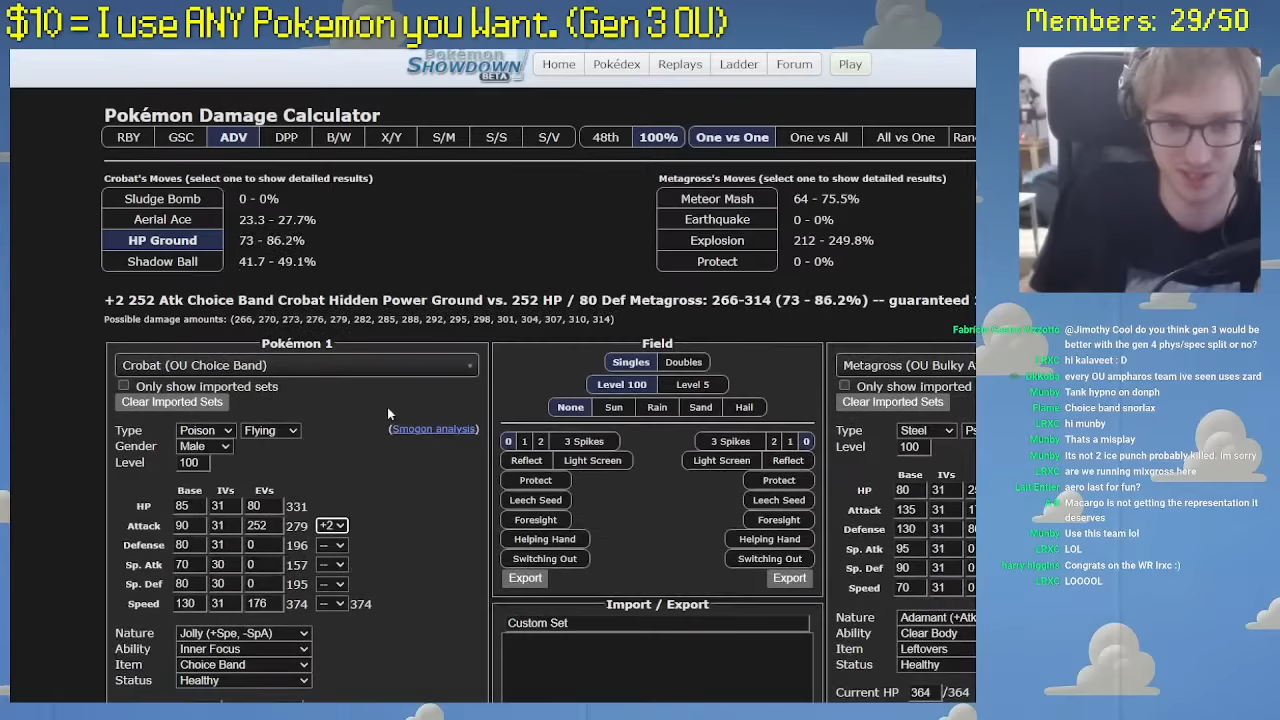 $10 = I use ANY Pokemon you Want. (Gen 3 OU)
Members: 29/50
Pokémon
SHOWDOWN
BETA
Home Pokédex Replays Ladder Forum Play
Pokémon Damage Calculator
RBY GSC ADV DPP B/W X/Y S/M S/S S/V 48th 100% One vs One One vs All All vs One Ran
Crobat's Moves (select one to show detailed results)
Sludge Bomb 0 - 0%
Aerial Ace 23.3 - 27.7%
HP Ground 73 - 86.2%
Shadow Ball 41.7 - 49.1%
Metagross's Moves (select one to show detailed results)
Meteor Mash 64 - 75.5%
Earthquake 0 - 0%
Explosion 212 - 249.8%
Protect 0 - 0%
+2 252 Atk Choice Band Crobat Hidden Power Ground vs. 252 HP / 80 Def Metagross: 266-314 (73 - 86.2%) -- guaranteed
Possible damage amounts: (266, 270, 273, 276, 279, 282, 285, 288, 292, 295, 298, 301, 304, 307, 310, 314)
Pokémon 1
Crobat (OU Choice Band)
Only show imported sets
Clear Imported Sets
(Smogon analysis)
Type Poison Flying
Gender Male
Level 100
Base IVs EVs
HP 85 31 80 331
Attack 90 31 252 279 +2
Defense 80 31 0 196 --
Sp. Atk 70 30 0 157 --
Sp. Def 80 30 0 195 --
Speed 130 31 176 374 -- 374
Nature Jolly (+Spe, -SpA)
Ability Inner Focus
Item Choice Band
Status Healthy
Field
Singles Doubles
Level 100 Level 5
None Sun Rain Sand Hail
0 1 2 3 Spikes 3 Spikes 2 1 0
Reflect Light Screen Light Screen Reflect
Protect Protect
Leech Seed Leech Seed
Foresight Foresight
Helping Hand Helping Hand
Switching Out Switching Out
Export Export
Import / Export
Custom Set
Metagross (OU Bulky A
Only show imported
Clear Imported Sets
Type Steel Ps
Level 100
Base IVs
HP 80 31 25
Attack 135 31 17
Defense 130 31 80
Sp. Atk 95 31 0
Sp. Def 90 31 0
Speed 70 31 0
Nature Adamant (+Atk
Ability Clear Body
Item Leftovers
Status Healthy
Current HP 364 /364
@Jimothy Cool do you think gen 3 would be
better with the gen 4 phys/spec split or no?
LRXC hi kalaveet : D
every OU ampharos team ive seen uses zard
Munby Tank hypno on donph
Flame Choice band snorlax
LRXC hi munby
Munby Thats a misplay
Munby Its not 2 ice punch probably killed. Im sorry
LRXC are we running mixgross here
Lait Entier aero last for fun?
Macargo is not getting the representation it
deserves
Munby Use this team lol
LRXC LOL
harry higgins Congrats on the WR lrxc :)
LRXC LOOOOL